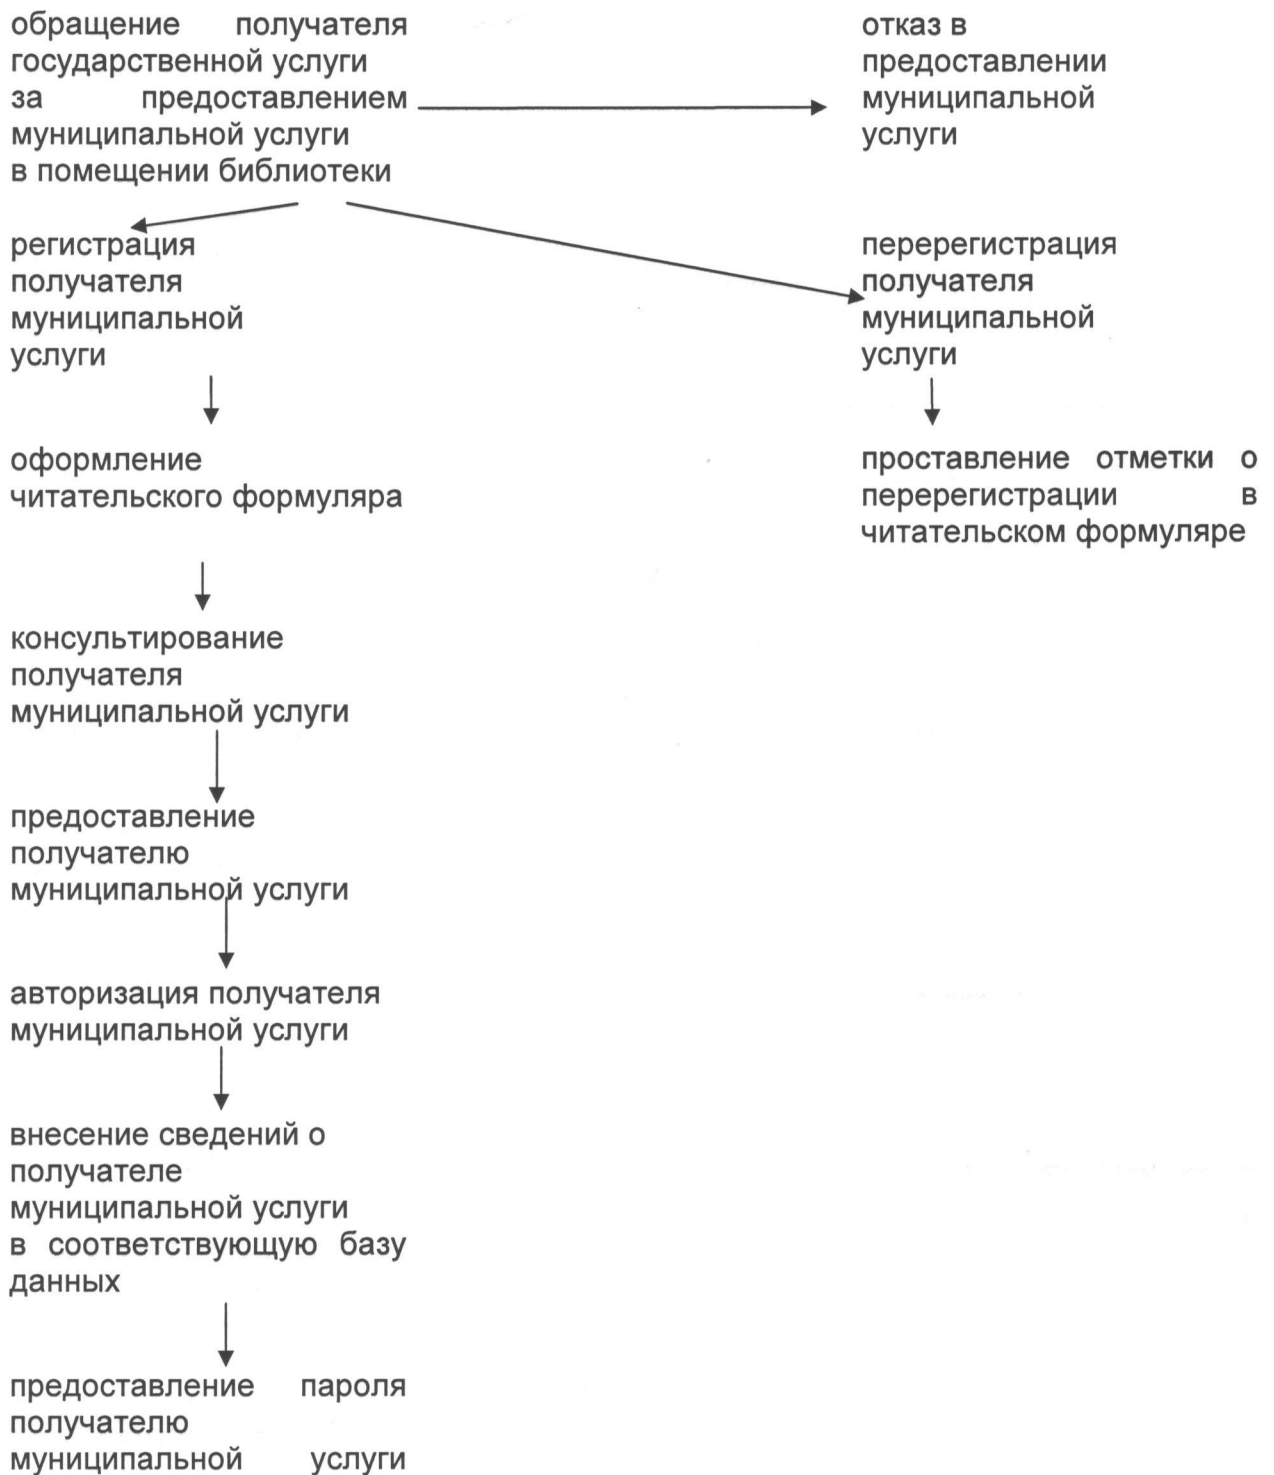 обращение получателя
государственной услуги
за предоставлением
муниципальной услуги
в помещении библиотеки
отказ в
предоставлении
муниципальной
услуги
регистрация
получателя
муниципальной
услуги
перерегистрация
получателя
муниципальной
услуги
оформление
читательского формуляра
проставление отметки о
перерегистрации в
читательском формуляре
консультирование
получателя
муниципальной услуги
предоставление
получателю
муниципальной услуги
авторизация получателя
муниципальной услуги
внесение сведений о
получателе
муниципальной услуги
в соответствующую базу
данных
предоставление пароля
получателю
муниципальной услуги